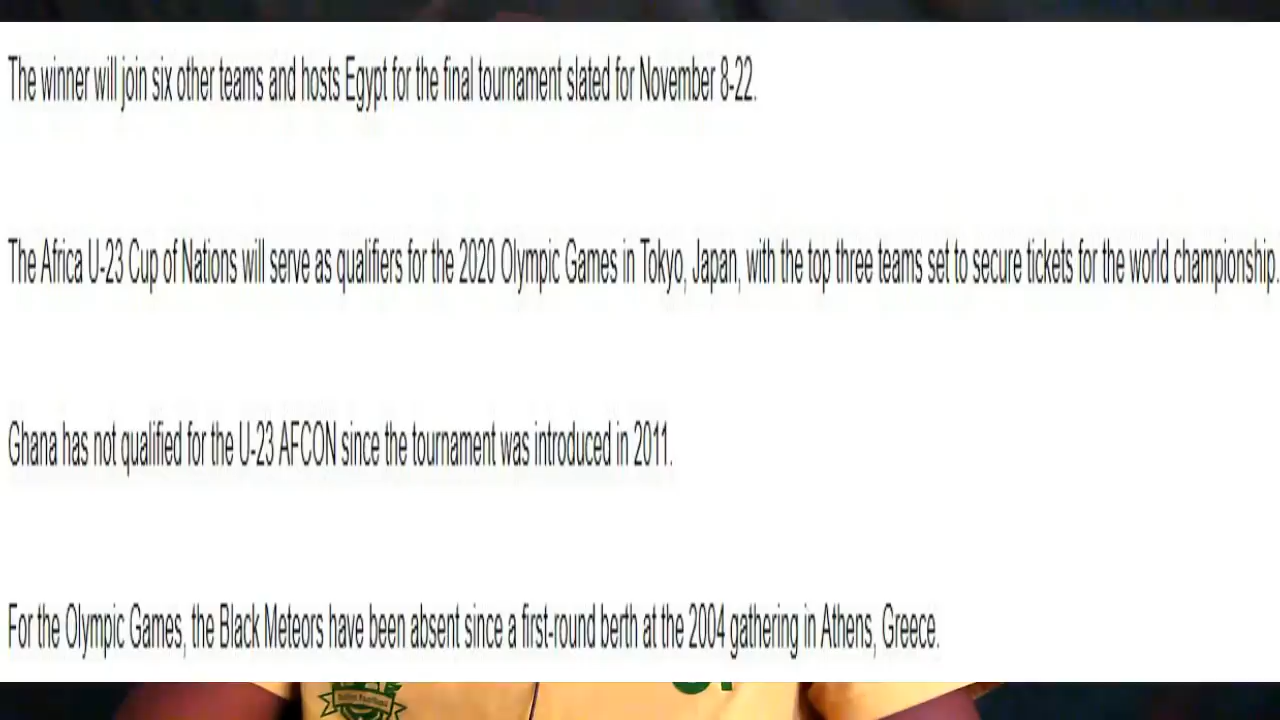 The winner will join six other teams and hosts Egypt for the final tournament slated for November 8-22.
The Africa U-23 Cup of Nations will serve as qualifiers for the 2020 Olympic Games in Tokyo, Japan, with the top three teams set to secure tickets for the world championship.
Ghana has not qualified for the U-23 AFCON since the tournament was introduced in 2011.
For the Olympic Games, the Black Meteors have been absent since a first-round berth at the 2004 gathering in Athens, Greece.